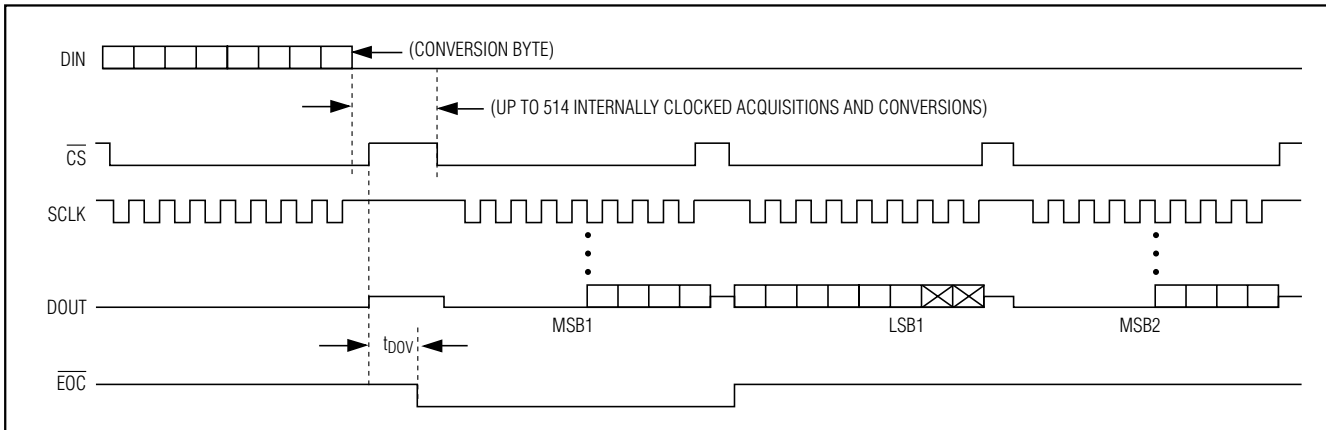 DIN
(CONVERSION BYTE)
(UP TO 514 INTERNALLY CLOCKED ACQUISITIONS AND CONVERSIONS)
CS
SCLK
DOUT
MSB1
LSB1
MSB2
tDOV
EOC